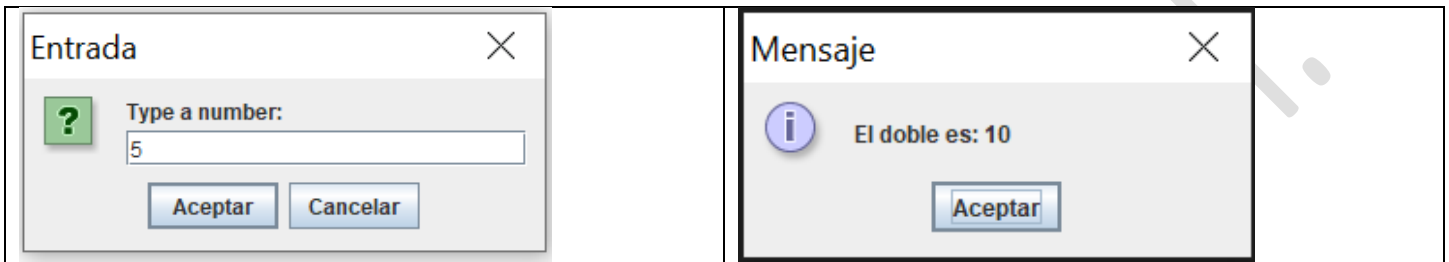 Entrada
?
Type a number:
5
Aceptar
Cancelar
Mensaje
i
El doble es: 10
Aceptar